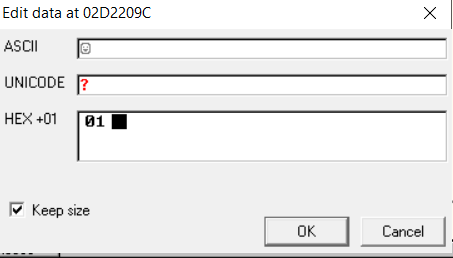 Edit data at 02D2209C
ASCII ☺
UNICODE ?
HEX +01 01
Keep size
OK Cancel